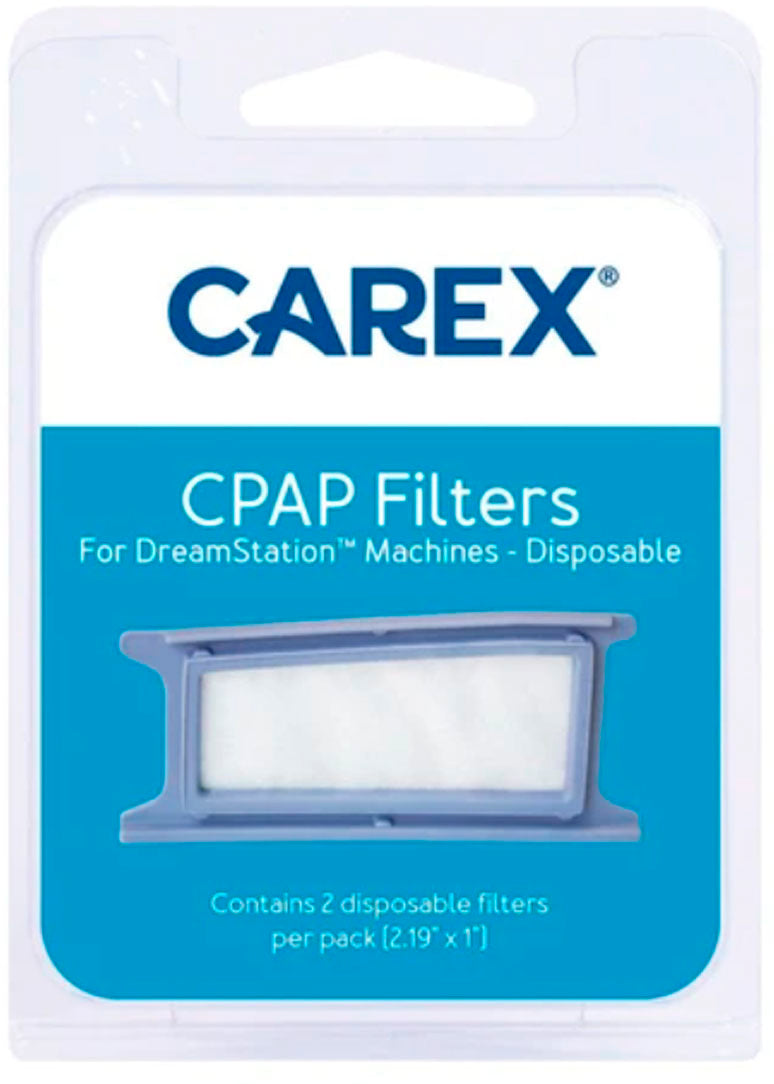 CAREX®
CPAP Filters
For DreamStation™ Machines - Disposable
Contains 2 disposable filters
per pack [2.19" x 1"]